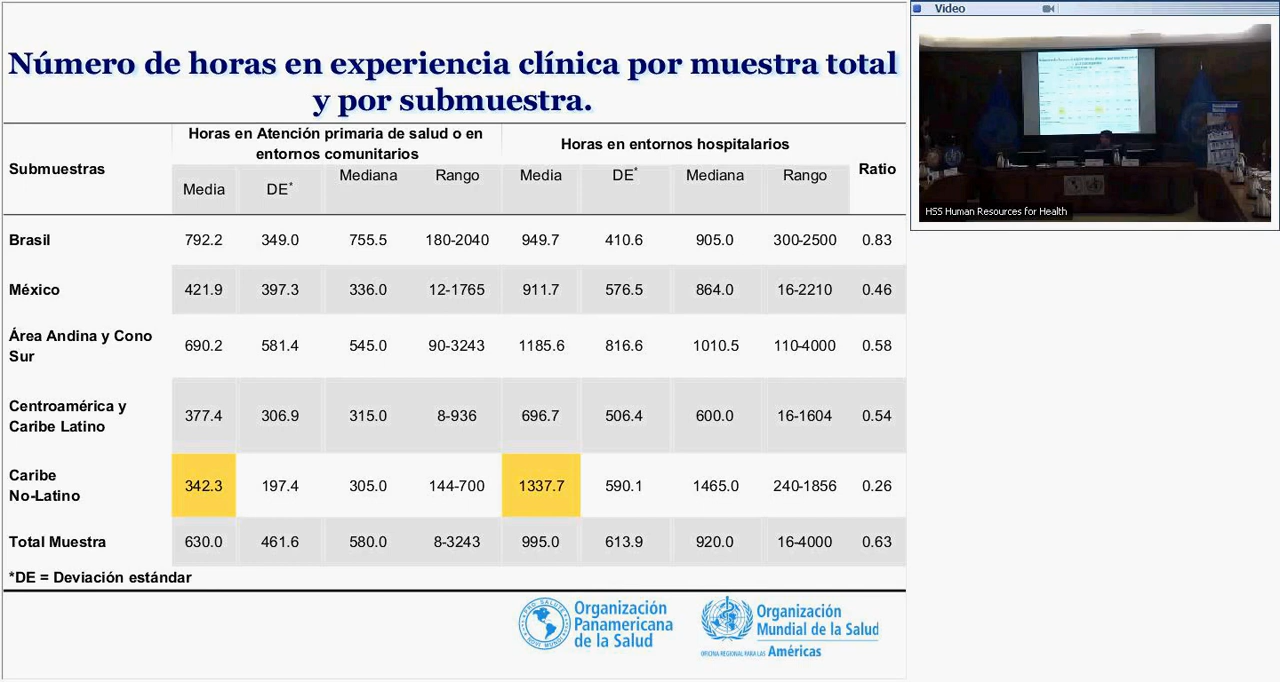 Número de horas en experiencia clínica por muestra total
y por submuestra.
Submuestras
Horas en Atención primaria de salud o en
entornos comunitarios
Horas en entornos hospitalarios
Ratio
Media DE* Mediana Rango Media DE* Mediana Rango
Brasil 792.2 349.0 755.5 180-2040 949.7 410.6 905.0 300-2500 0.83
México 421.9 397.3 336.0 12-1765 911.7 576.5 864.0 16-2210 0.46
Área Andina y Cono
Sur
690.2 581.4 545.0 90-3243 1185.6 816.6 1010.5 110-4000 0.58
Centroamérica y
Caribe Latino
377.4 306.9 315.0 8-936 696.7 506.4 600.0 16-1604 0.54
Caribe
No-Latino
342.3 197.4 305.0 144-700 1337.7 590.1 1465.0 240-1856 0.26
Total Muestra 630.0 461.6 580.0 8-3243 995.0 613.9 920.0 16-4000 0.63
*DE = Deviación estándar
Organización
Panamericana
de la Salud
Organización
Mundial de la Salud
OFICINA REGIONAL PARA LAS Américas
Video
HSS Human Resources for Health